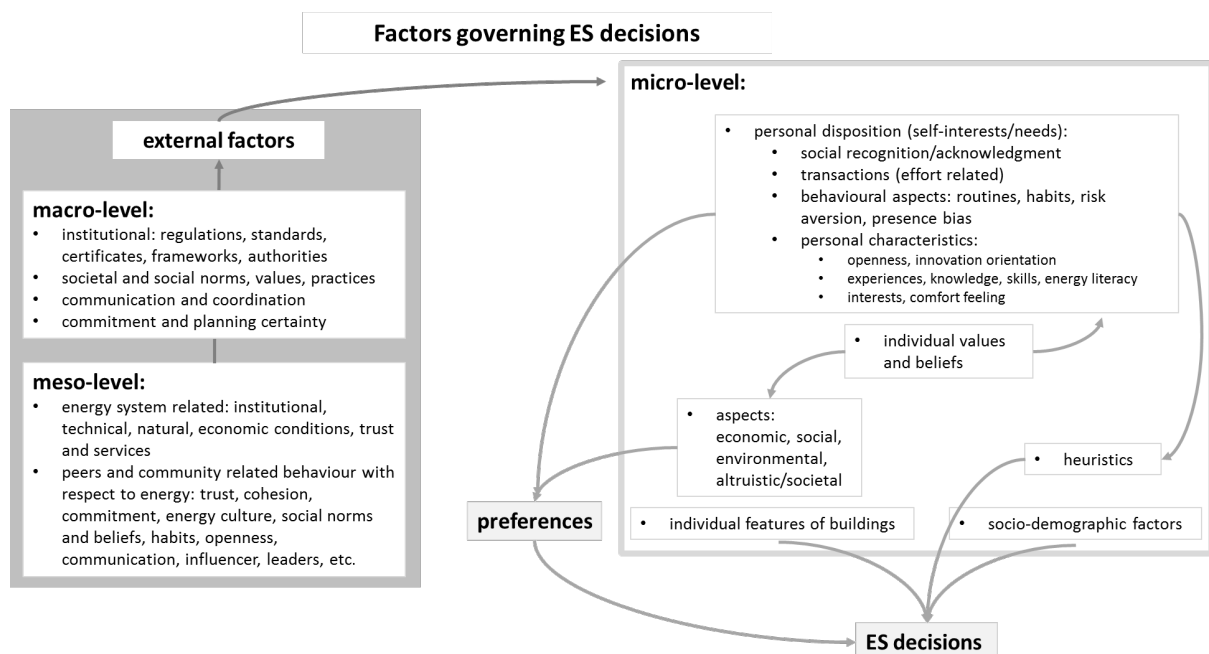 Factors governing ES decisions
external factors
macro-level:
• institutional: regulations, standards,
certificates, frameworks, authorities
• societal and social norms, values, practices
• communication and coordination
• commitment and planning certainty
meso-level:
• energy system related: institutional,
technical, natural, economic conditions, trust
and services
• peers and community related behaviour with
respect to energy: trust, cohesion,
commitment, energy culture, social norms
and beliefs, habits, openness,
communication, influencer, leaders, etc.
micro-level:
• personal disposition (self-interests/needs):
• social recognition/acknowledgment
• transactions (effort related)
• behavioural aspects: routines, habits, risk
aversion, presence bias
• personal characteristics:
• openness, innovation orientation
• experiences, knowledge, skills, energy literacy
• interests, comfort feeling
• individual values
and beliefs
• aspects:
economic, social,
environmental,
altruistic/societal
• heuristics
preferences
• individual features of buildings
• socio-demographic factors
ES decisions